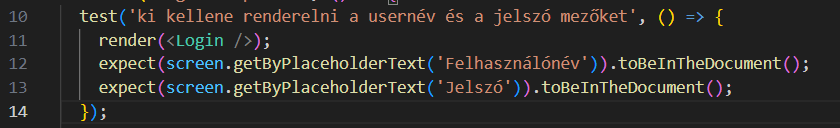 10 test('ki kellene renderelni a usernév és a jelszó mezőket', () => {
11 render(<Login />);
12 expect(screen.getByPlaceholderText('Felhasználónév')).toBeInTheDocument();
13 expect(screen.getByPlaceholderText('Jelszó')).toBeInTheDocument();
14 });